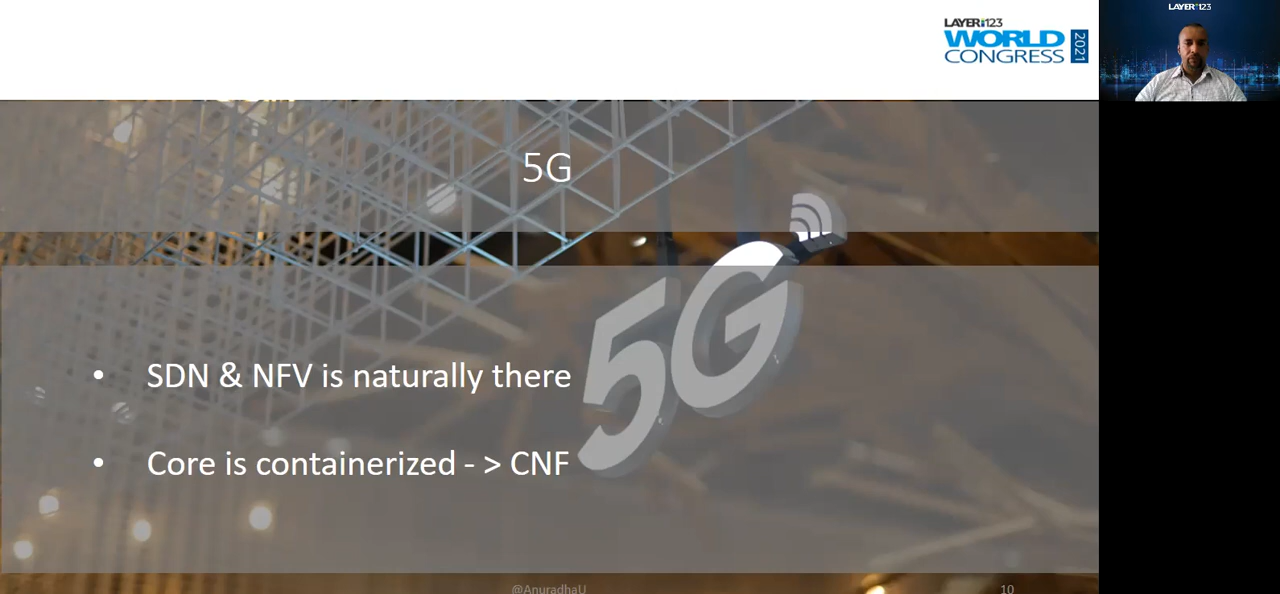 LAYER123
WORLD
CONGRESS
2021
LAYER123
5G
5G
• SDN & NFV is naturally there
• Core is containerized - > CNF
@AnuradhaU
10